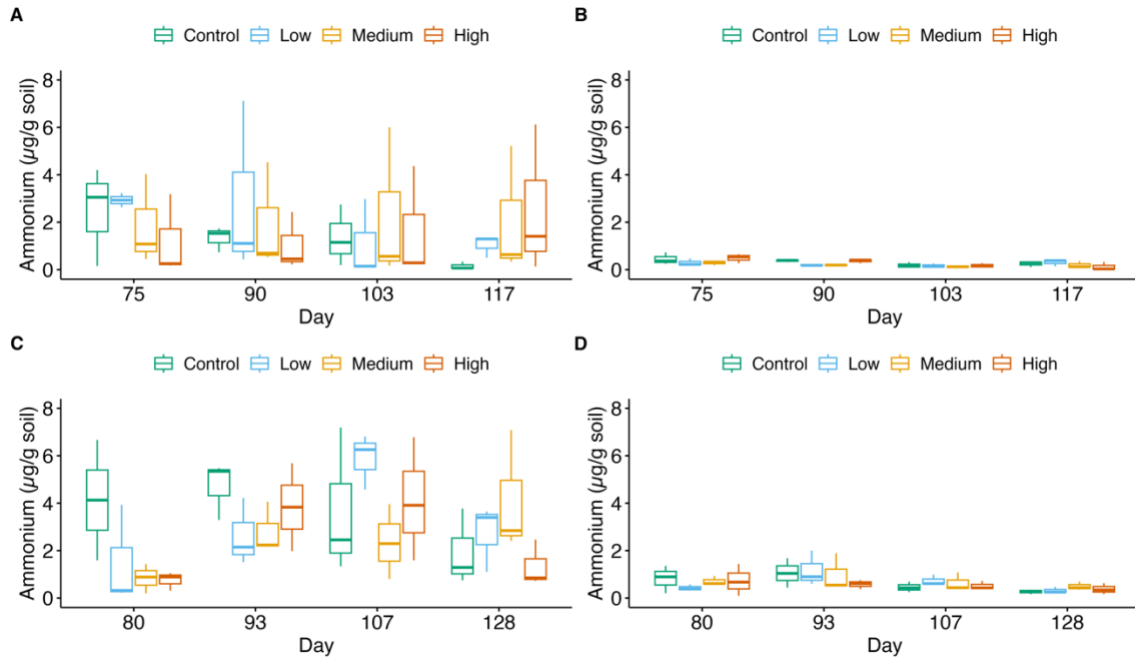 A
Control Low Medium High
Ammonium (µg/g soil)
8
6
4
2
0
75 90 103 117
Day
B
Control Low Medium High
Ammonium (µg/g soil)
8
6
4
2
0
75 90 103 117
Day
C
Control Low Medium High
Ammonium (µg/g soil)
8
6
4
2
0
80 93 107 128
Day
D
Control Low Medium High
Ammonium (µg/g soil)
8
6
4
2
0
80 93 107 128
Day